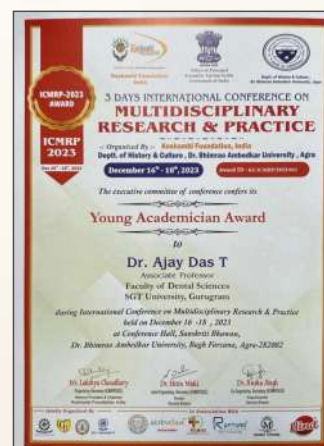 ICMRP-2023
AWARD
ICMRP
2023
3 DAYS INTERNATIONAL CONFERENCE ON
MULTIDISCIPLINARY
RESEARCH & PRACTICE
Organised By :- Kashambi Foundation, India
Deptt. of History & Culture, Dr. Bhimrao Ambedkar University, Agra
December 16th - 18th, 2023
The executive committee of conference confers its
Young Academician Award
to
Dr. Ajay Das T
Associate Professor
Faculty of Dental Sciences
SGT University, Gurugram
during International Conference on Multidisciplinary Research & Practice
held on December 16 -18, 2023
at Conference Hall, Sanskriti Bhawan,
Dr. Bhimrao Ambedkar University, Bagh Farzana, Agra-282002